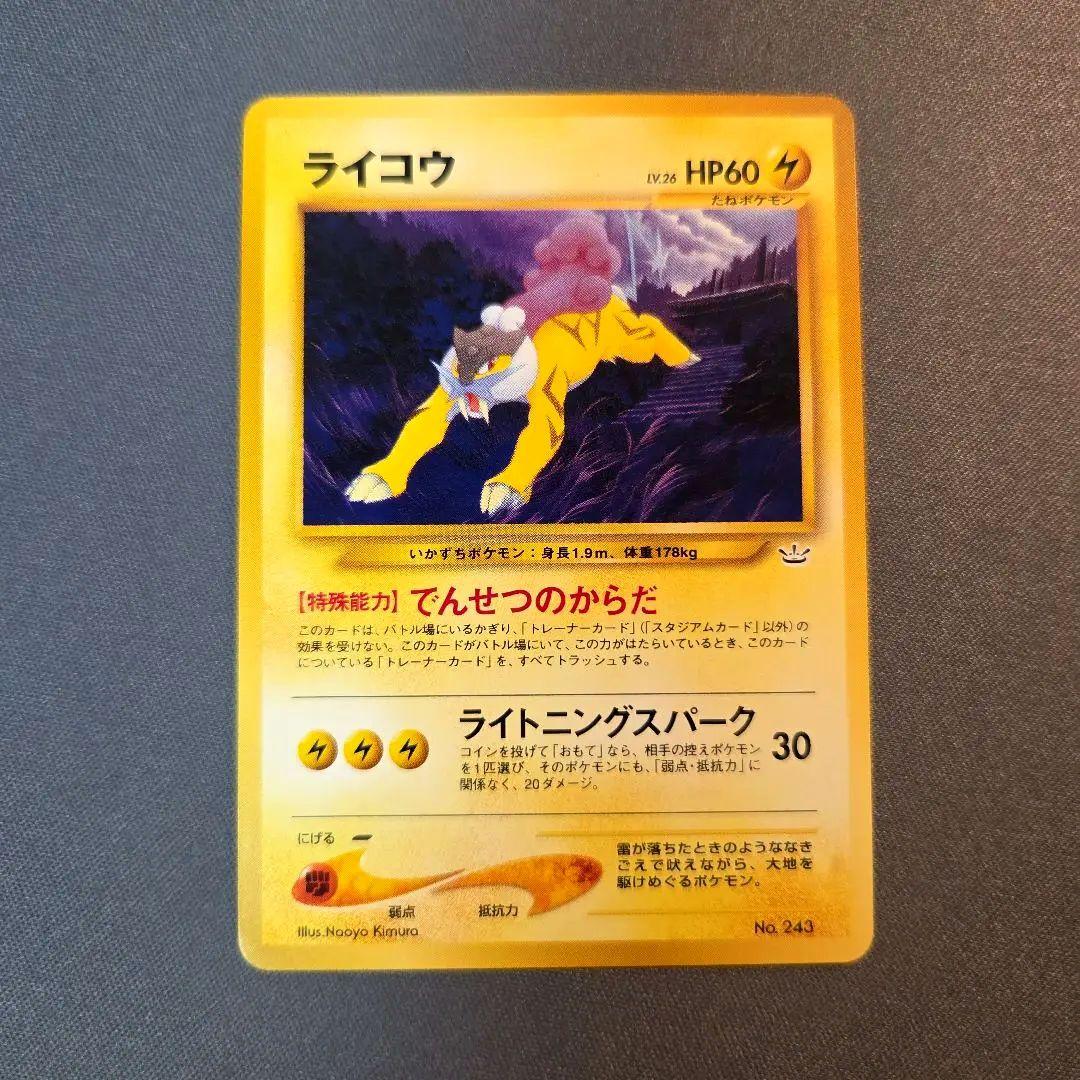 ライコウ
LV.26 HP60
たねポケモン
いかずちポケモン：身長1.9m、体重178kg
【特殊能力】でんせつのからだ
このカードは、バトル場にいるかぎり、「トレーナーカード」（「スタジアムカード」以外）の
効果を受けない。このカードがバトル場にいて、この力がはたらいているとき、このカード
についている「トレーナーカード」を、すべてトラッシュする。
ライトニングスパーク 30
コインを投げて「おもて」なら、相手の控えポケモン
を1匹選び、そのポケモンにも、「弱点・抵抗力」に
関係なく、20ダメージ。
にげる
弱点
抵抗力
雷が落ちたときのようななき
ごえで吠えながら、大地を
駆けめぐるポケモン。
Illus.Naoyo Kimura
No. 243